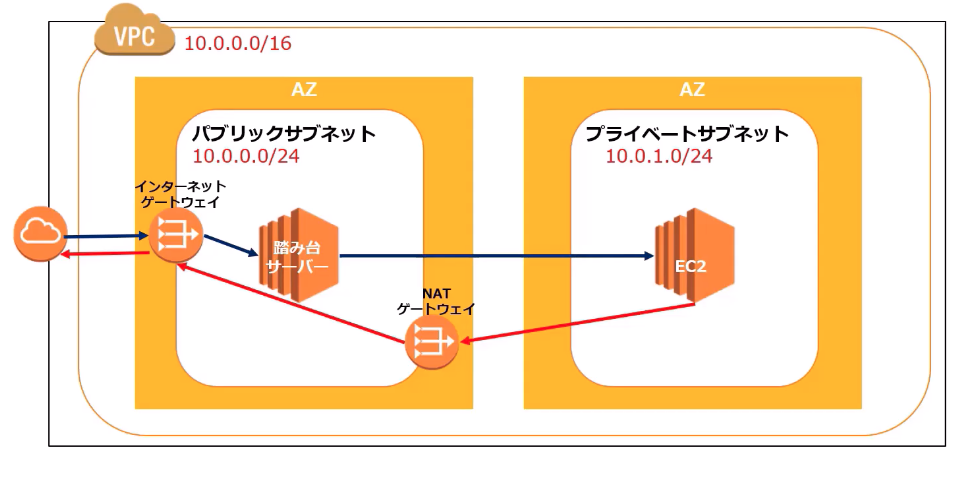 VPC
10.0.0.0/16
AZ
パブリックサブネット
10.0.0.0/24
インターネット
ゲートウェイ
踏み台
サーバー
NAT
ゲートウェイ
AZ
プライベートサブネット
10.0.1.0/24
EC2